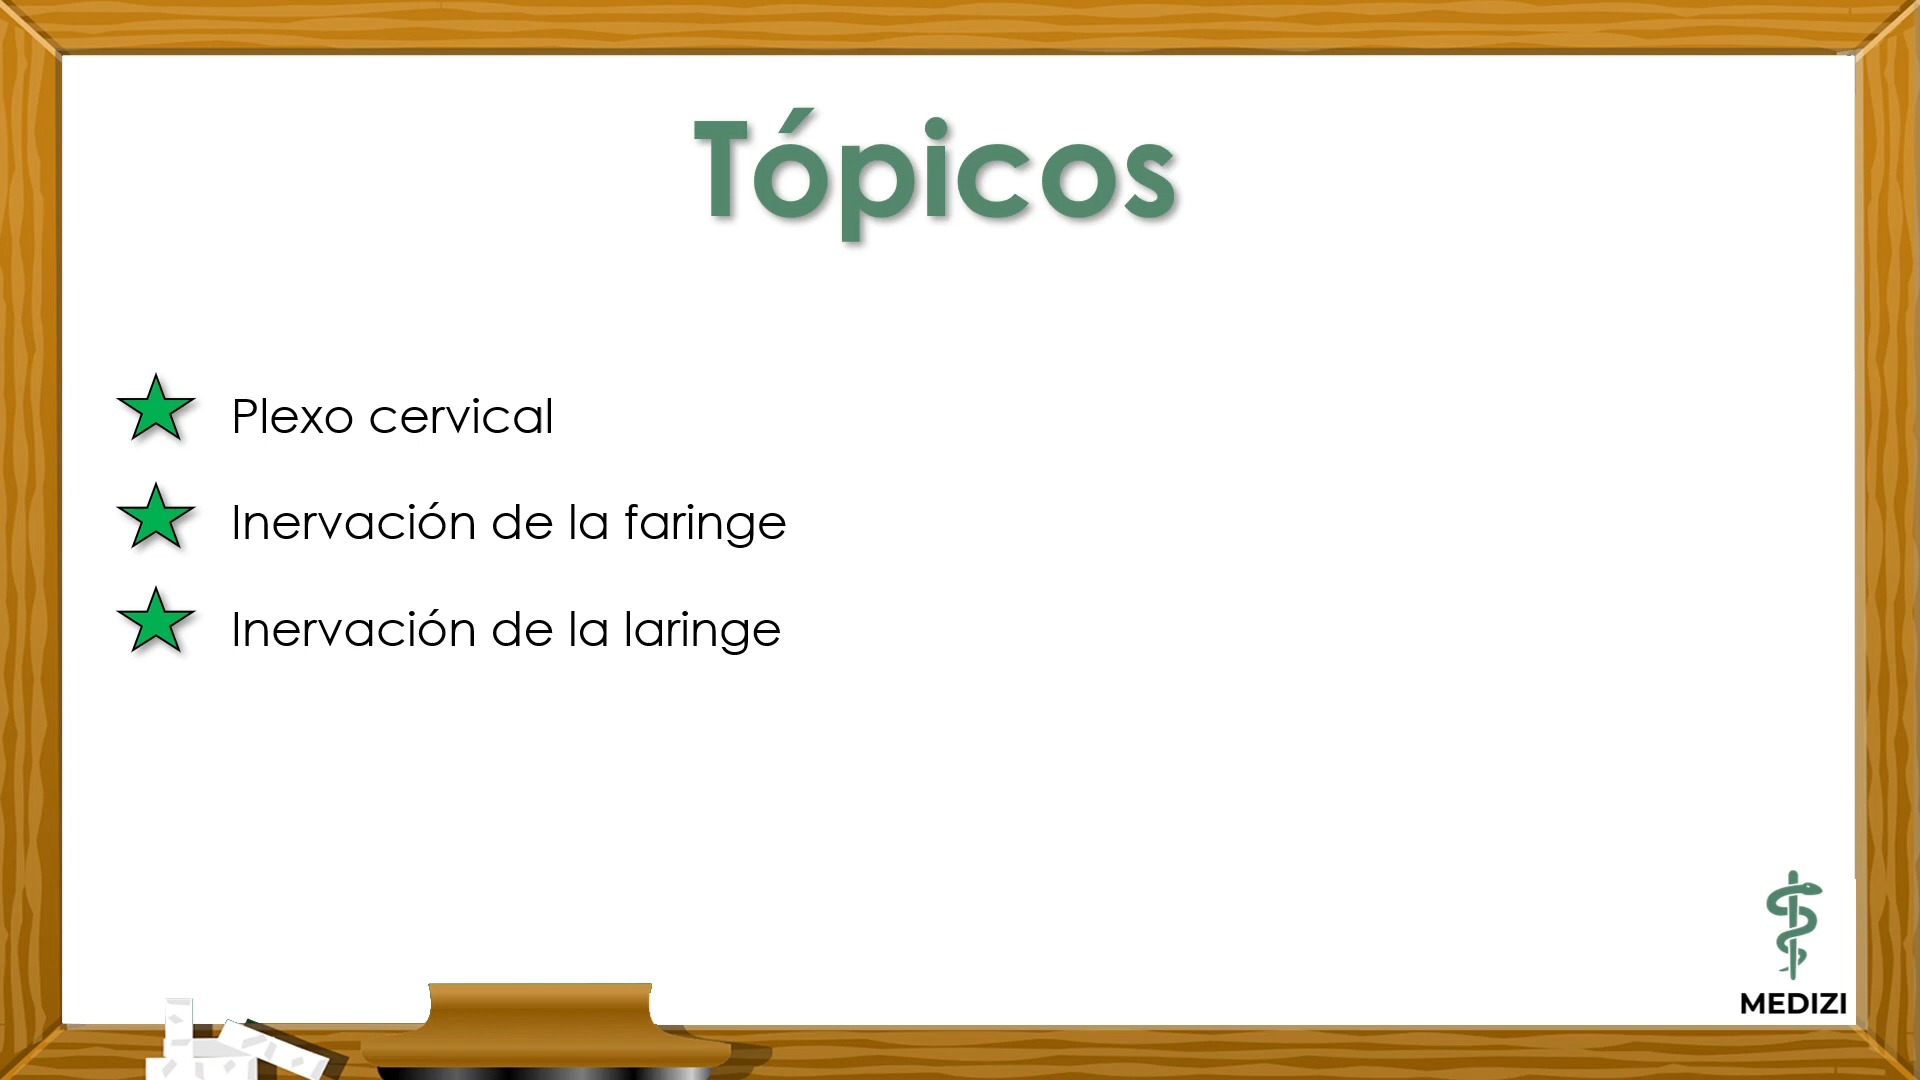 Tópicos
Plexo cervical
Inervación de la faringe
Inervación de la laringe
MEDIZI